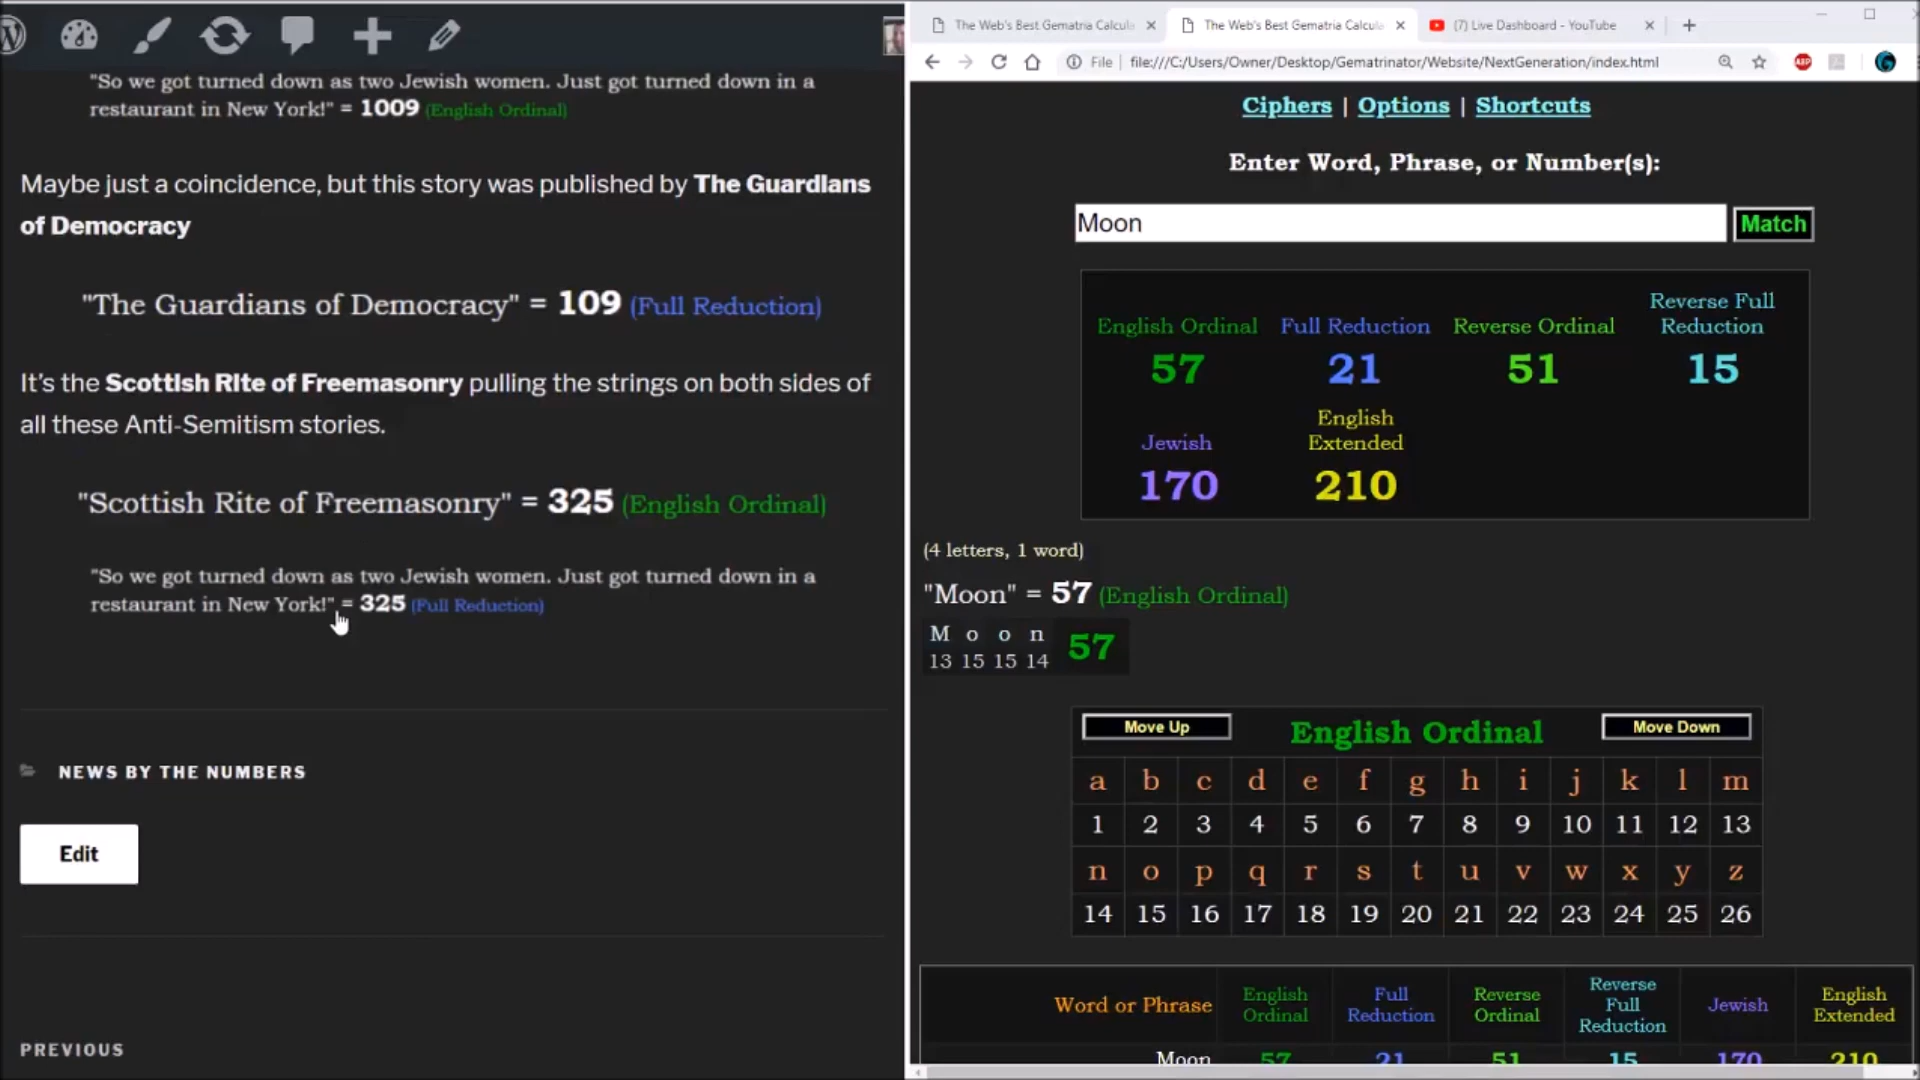 "So we got turned down as two Jewish women. Just got turned down in a
restaurant in New York!" = 1009 (English Ordinal)
Maybe just a coincidence, but this story was published by The Guardians
of Democracy
"The Guardians of Democracy" = 109 (Full Reduction)
It's the Scottish Rite of Freemasonry pulling the strings on both sides of
all these Anti-Semitism stories.
"Scottish Rite of Freemasonry" = 325 (English Ordinal)
"So we got turned down as two Jewish women. Just got turned down in a
restaurant in New York!" = 325 (Full Reduction)
NEWS BY THE NUMBERS
Edit
PREVIOUS
The Web's Best Gematria Calcula
The Web's Best Gematria Calcula
(7) Live Dashboard - YouTube
File | file:///C:/Users/Owner/Desktop/Gematrinator/Website/NextGeneration/index.html
ABP
Ciphers | Options | Shortcuts
Enter Word, Phrase, or Number(s):
Moon
Match
English Ordinal Full Reduction Reverse Ordinal Reverse Full
Reduction
57 21 51 15
Jewish English
Extended
170 210
(4 letters, 1 word)
"Moon" = 57 (English Ordinal)
M o o n 57
13 15 15 14
Move Up English Ordinal Move Down
a b c d e f g h i j k l m
1 2 3 4 5 6 7 8 9 10 11 12 13
n o p q r s t u v w x y z
14 15 16 17 18 19 20 21 22 23 24 25 26
Word or Phrase English
Ordinal Full
Reduction Reverse
Ordinal Reverse
Full
Reduction Jewish English
Extended
Moon 57 21 51 15 170 210